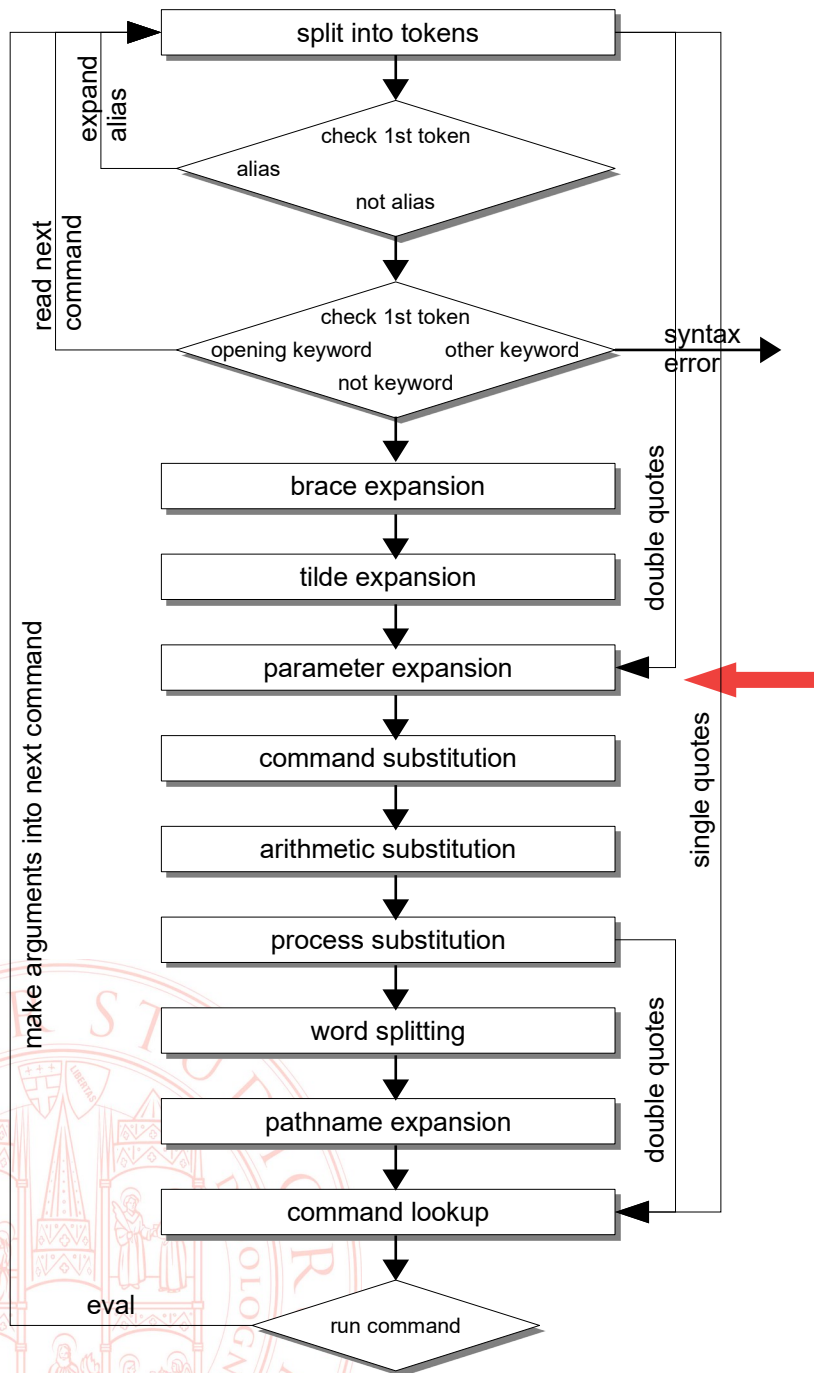 split into tokens
expand
alias
check 1st token
alias
not alias
read next
command
check 1st token
opening keyword other keyword
not keyword
syntax
error
brace expansion
tilde expansion
double quotes
parameter expansion
make arguments into next command
command substitution
single quotes
arithmetic substitution
process substitution
word splitting
double quotes
pathname expansion
command lookup
eval
run command
LIBERTAS